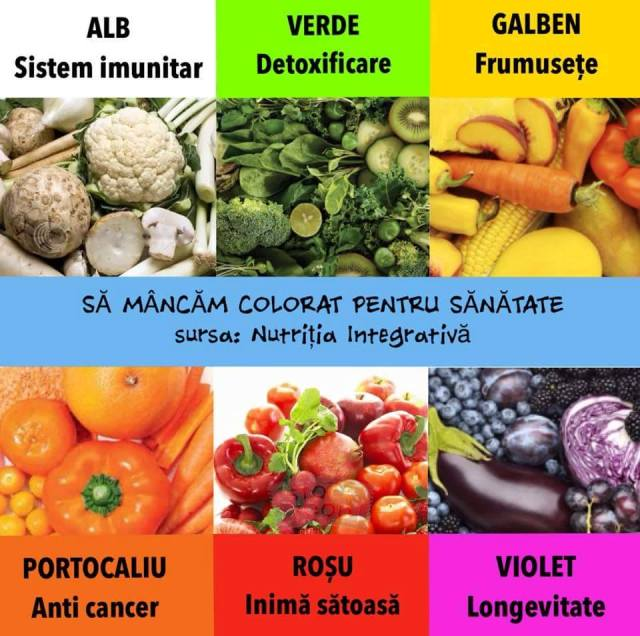 ALB
Sistem imunitar
VERDE
Detoxificare
GALBEN
Frumusețe
SĂ MÂNCĂM COLORAT PENTRU SĂNĂTATE
sursa: Nutriția Integrativă
PORTOCALIU
Anti cancer
ROȘU
Inimă sătoasă
VIOLET
Longevitate